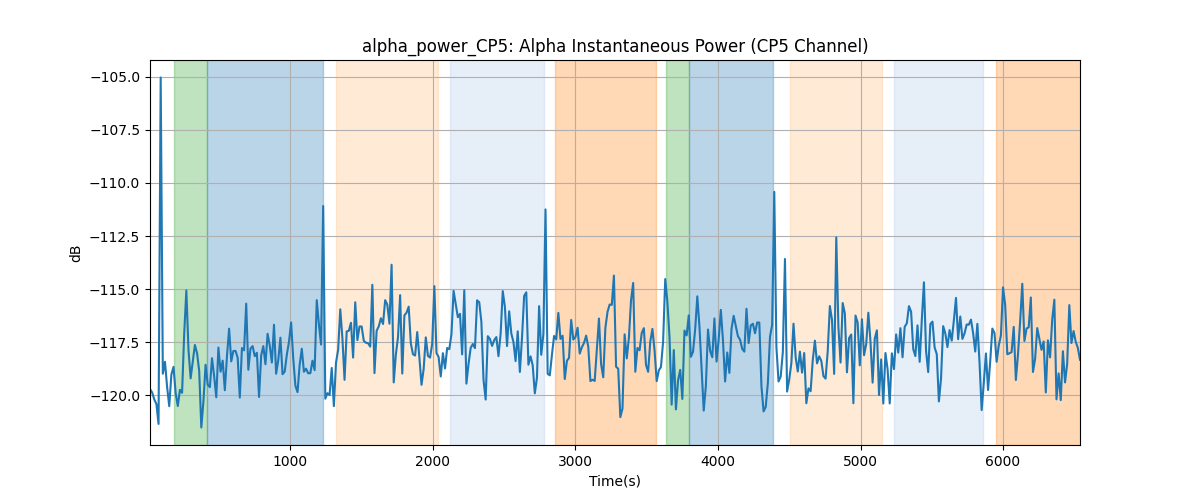 alpha_power_CP5: Alpha Instantaneous Power (CP5 Channel)
−105.0
−107.5
−110.0
−112.5
−115.0
−117.5
−120.0
dB
1000 2000 3000 4000 5000 6000
Time(s)